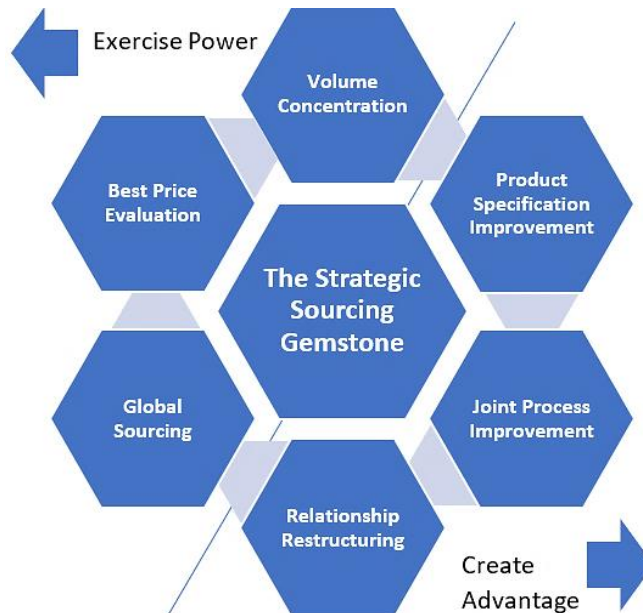 Exercise Power
Volume
Concentration
Best Price
Evaluation
Product
Specification
Improvement
The Strategic
Sourcing
Gemstone
Global
Sourcing
Joint Process
Improvement
Relationship
Restructuring
Create
Advantage